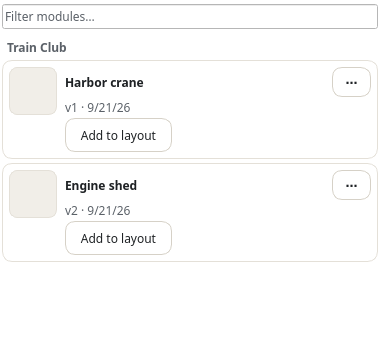 Filter modules...
Train Club
Harbor crane
...
v1 · 9/21/26
Add to layout
Engine shed
...
v2 · 9/21/26
Add to layout